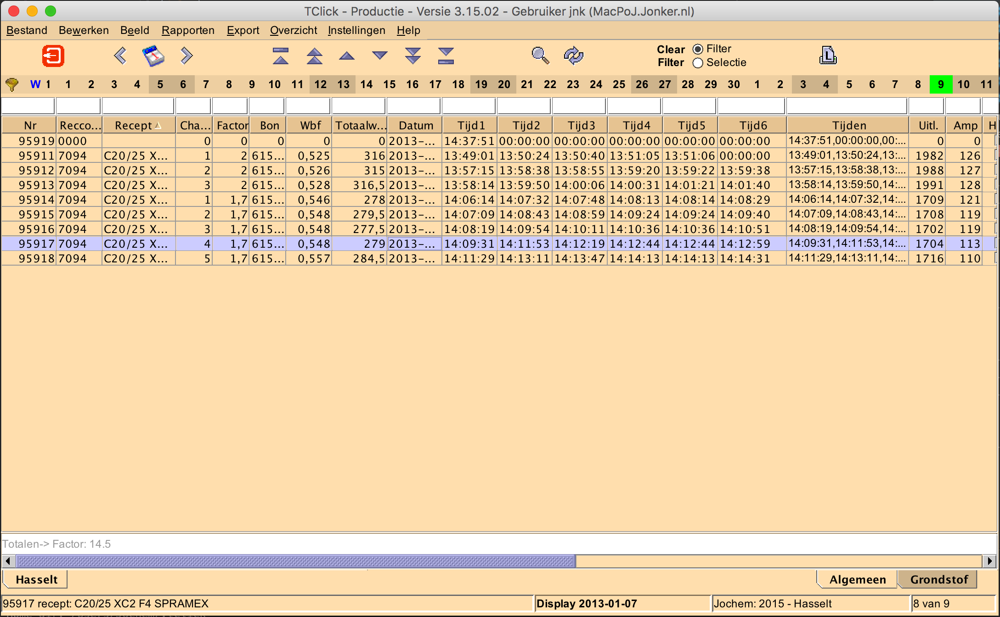 TClick - Productie - Versie 3.15.02 - Gebruiker jnk (MacPoJ.Jonker.nl)
Bestand Bewerken Beeld Rapporten Export Overzicht Instellingen Help
Clear Filter
Filter Selectie
L
W 1 1 2 3 4 5 6 7 8 9 10 11 12 13 14 15 16 17 18 19 20 21 22 23 24 25 26 27 28 29 30 1 2 3 4 5 6 7 8 9 10 11
Nr Recco... Recept Cha... Factor Bon Wbf Totaalw... Datum Tijd1 Tijd2 Tijd3 Tijd4 Tijd5 Tijd6 Tijden Uitl. Amp H
95919 0000 0 0 0 0 0 2013-... 14:37:51 00:00:00 00:00:00 00:00:00 00:00:00 00:00:00 14:37:51,00:00:00,00:... 0 0
95911 7094 C20/25 X... 1 2 615... 0,525 316 2013-... 13:49:01 13:50:24 13:50:40 13:51:05 13:51:06 00:00:00 13:49:01,13:50:24,13:... 1982 126
95912 7094 C20/25 X... 2 2 615... 0,526 315 2013-... 13:57:15 13:58:38 13:58:55 13:59:20 13:59:22 13:59:38 13:57:15,13:58:38,13:... 1988 127
95913 7094 C20/25 X... 3 2 615... 0,528 316,5 2013-... 13:58:14 13:59:50 14:00:06 14:00:31 14:01:21 14:01:40 13:58:14,13:59:50,14:... 1991 128
95914 7094 C20/25 X... 1 1,7 615... 0,546 278 2013-... 14:06:14 14:07:32 14:07:48 14:08:13 14:08:14 14:08:29 14:06:14,14:07:32,14:... 1709 121
95915 7094 C20/25 X... 2 1,7 615... 0,548 279,5 2013-... 14:07:09 14:08:43 14:08:59 14:09:24 14:09:24 14:09:40 14:07:09,14:08:43,14:... 1708 119
95916 7094 C20/25 X... 3 1,7 615... 0,548 277,5 2013-... 14:08:19 14:09:54 14:10:11 14:10:36 14:10:36 14:10:51 14:08:19,14:09:54,14:... 1702 119
95917 7094 C20/25 X... 4 1,7 615... 0,548 279 2013-... 14:09:31 14:11:53 14:12:19 14:12:44 14:12:44 14:12:59 14:09:31,14:11:53,14:... 1704 113
95918 7094 C20/25 X... 5 1,7 615... 0,557 284,5 2013-... 14:11:29 14:13:11 14:13:47 14:14:13 14:14:13 14:14:31 14:11:29,14:13:11,14:... 1716 110
Totalen-> Factor: 14.5
Hasselt Algemeen Grondstof
95917 recept: C20/25 XC2 F4 SPRAMEX Display 2013-01-07 Jochem: 2015 - Hasselt 8 van 9